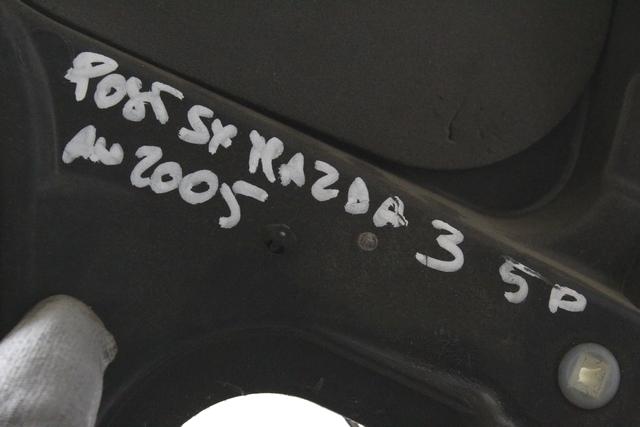 POST SX MAZDA 3 5P
AN 2005